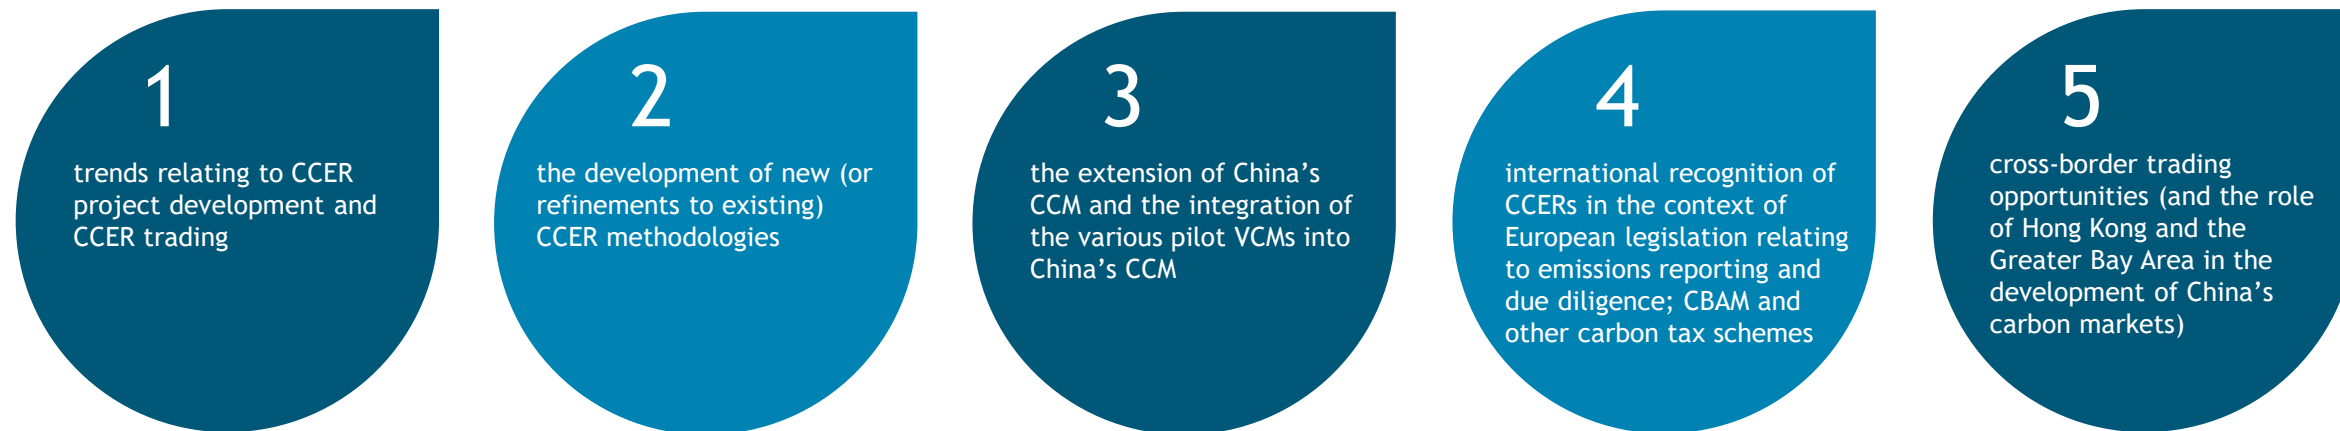 1
trends relating to CCER
project development and
CCER trading
2
the development of new (or
refinements to existing)
CCER methodologies
3
the extension of China’s
CCM and the integration of
the various pilot VCMs into
China’s CCM
4
international recognition of
CCERs in the context of
European legislation relating
to emissions reporting and
due diligence; CBAM and
other carbon tax schemes
5
cross-border trading
opportunities (and the role
of Hong Kong and the
Greater Bay Area in the
development of China’s
carbon markets)